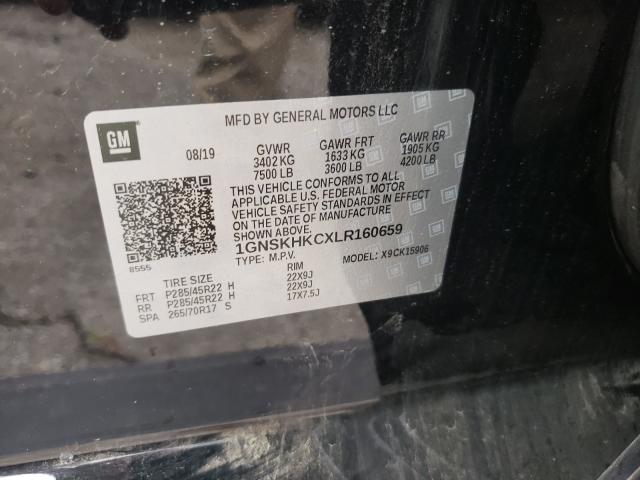 MFD BY GENERAL MOTORS LLC
GM
08/19 GVWR GAWR FRT GAWR RR
3402 KG 1633 KG 1905 KG
7500 LB 3600 LB 4200 LB
THIS VEHICLE CONFORMS TO ALL
APPLICABLE U.S. FEDERAL MOTOR
VEHICLE SAFETY STANDARDS IN EFFECT
ON THE DATE OF MANUFACTURE
SHOWN ABOVE.
1GNSKHKCXLR160659
8555
TYPE: M.P.V. MODEL: X9CK15906
TIRE SIZE RIM
FRT P285/45R22 H 22X9J
RR P285/45R22 H 22X9J
SPA 265/70R17 S 17X7.5J